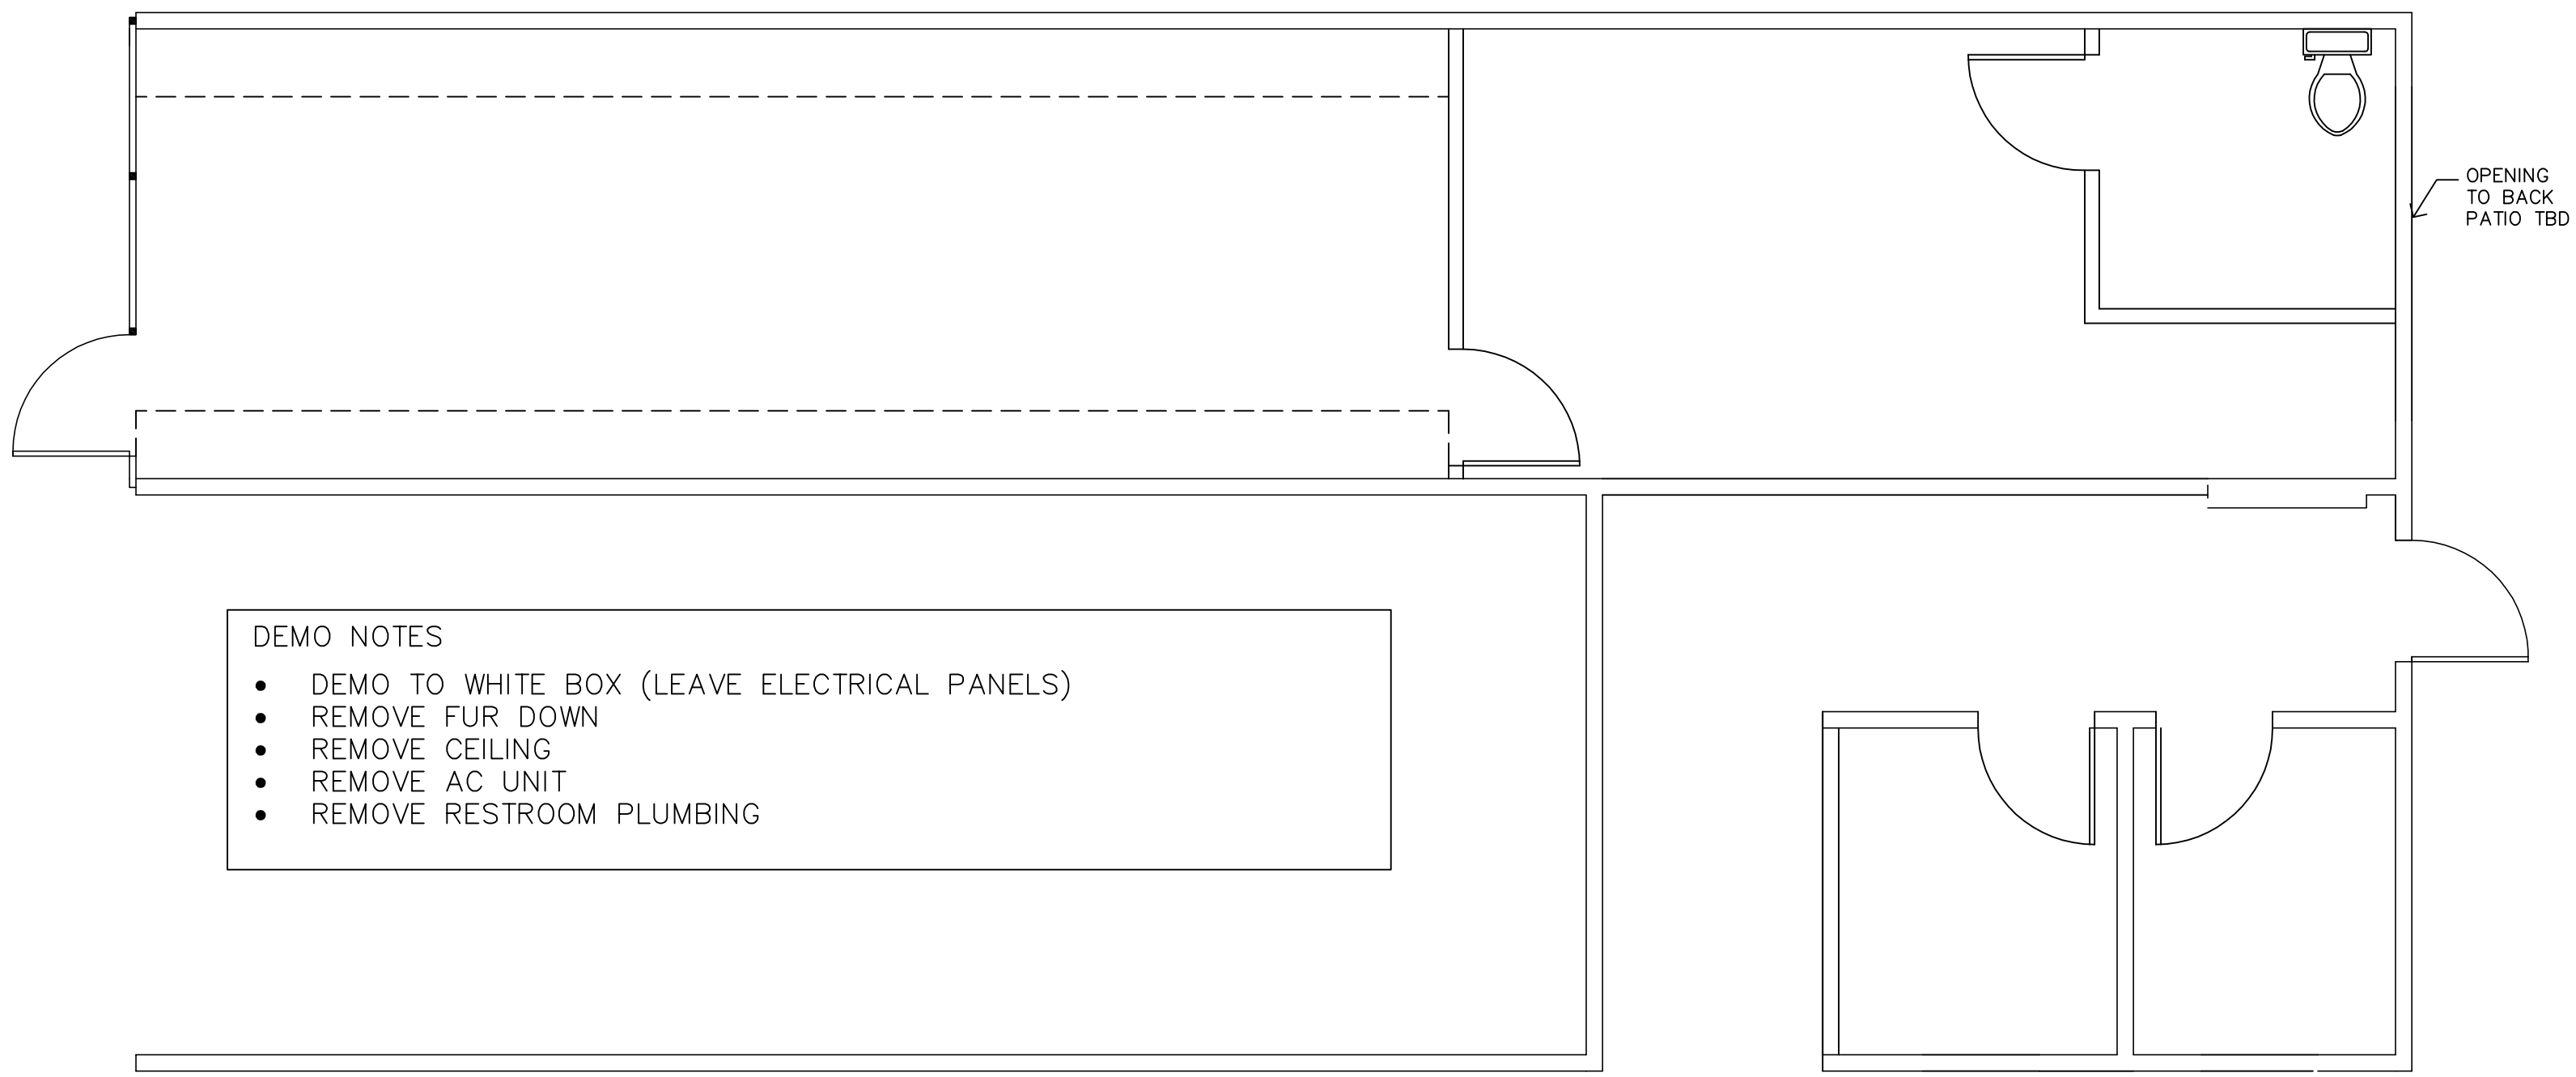 OPENING
TO BACK
PATIO TBD
DEMO NOTES
• DEMO TO WHITE BOX (LEAVE ELECTRICAL PANELS)
• REMOVE FUR DOWN
• REMOVE CEILING
• REMOVE AC UNIT
• REMOVE RESTROOM PLUMBING